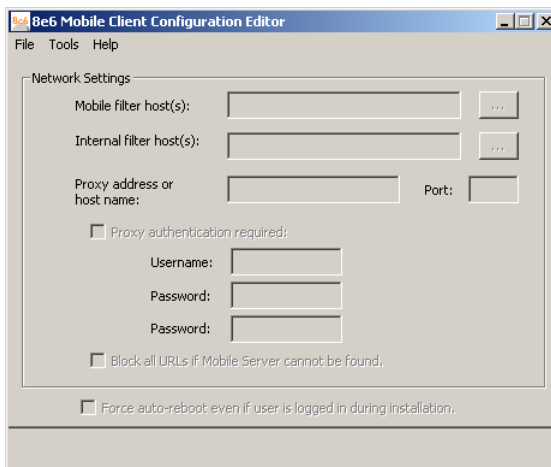 8e6 8e6 Mobile Client Configuration Editor
File Tools Help
Network Settings
Mobile filter host(s): ...
Internal filter host(s): ...
Proxy address or
host name:
Port:
Proxy authentication required:
Username:
Password:
Password:
Block all URLs if Mobile Server cannot be found.
Force auto-reboot even if user is logged in during installation.